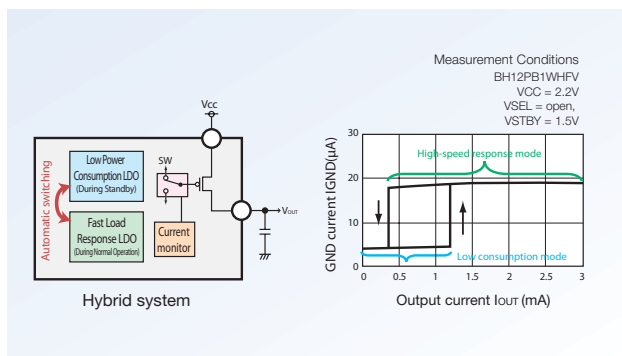 Automatic switching
Low Power
Consumption LDO
(During Standby)
Fast Load
Response LDO
(During Normal Operation)
Vcc
SW
Current
monitor
VOUT
Hybrid system
Measurement Conditions
BH12PB1WHFV
VCC = 2.2V
VSEL = open,
VSTBY = 1.5V
GND current IGND(μA)
30
20
10
0
High-speed response mode
Low consumption mode
0 0.5 1 1.5 2 2.5 3
Output current IOUT (mA)